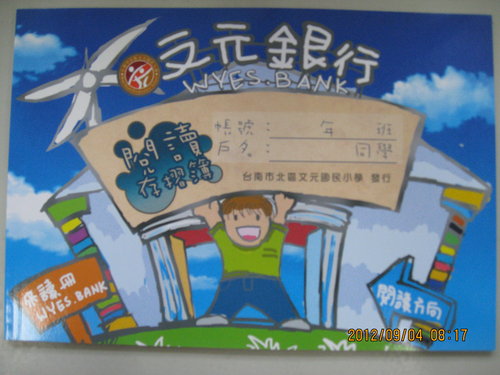 文元銀行
WYES.BANK
閱讀
存摺簿
帳號：　　年　　班
戶名：　　　　同學
台南市北區文元國民小學 發行
WYES.BANK
閱讀方向
2012/09/04 08:17